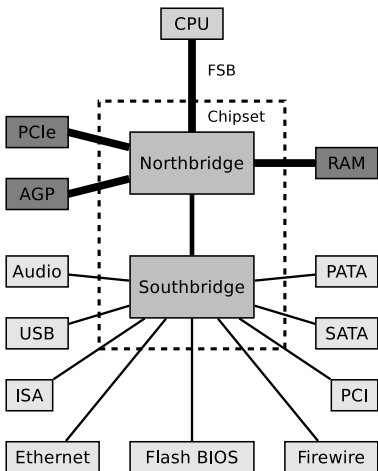 CPU
FSB
Chipset
PCIe
Northbridge
RAM
AGP
Audio
Southbridge
PATA
USB
SATA
ISA
PCI
Ethernet
Flash BIOS
Firewire